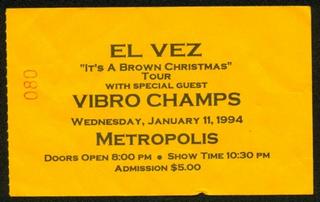 EL VEZ
"IT'S A BROWN CHRISTMAS"
TOUR
WITH SPECIAL GUEST
VIBRO CHAMPS
WEDNESDAY, JANUARY 11, 1994
METROPOLIS
DOORS OPEN 8:00 PM • SHOW TIME 10:30 PM
ADMISSION $5.00
080